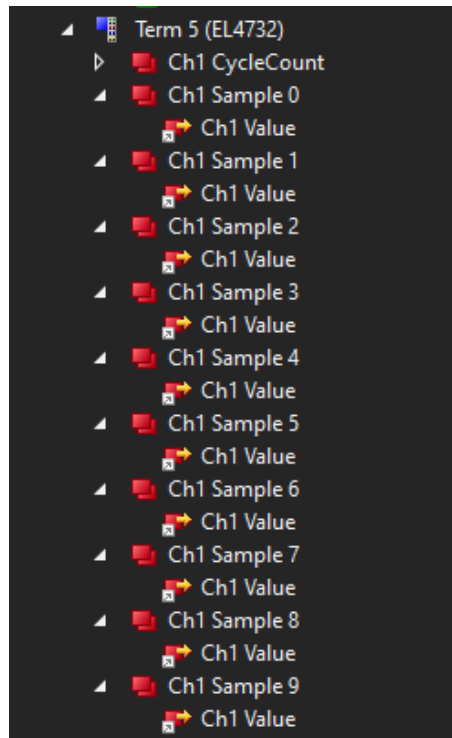 Term 5 (EL4732)
Ch1 CycleCount
Ch1 Sample 0
Ch1 Value
Ch1 Sample 1
Ch1 Value
Ch1 Sample 2
Ch1 Value
Ch1 Sample 3
Ch1 Value
Ch1 Sample 4
Ch1 Value
Ch1 Sample 5
Ch1 Value
Ch1 Sample 6
Ch1 Value
Ch1 Sample 7
Ch1 Value
Ch1 Sample 8
Ch1 Value
Ch1 Sample 9
Ch1 Value